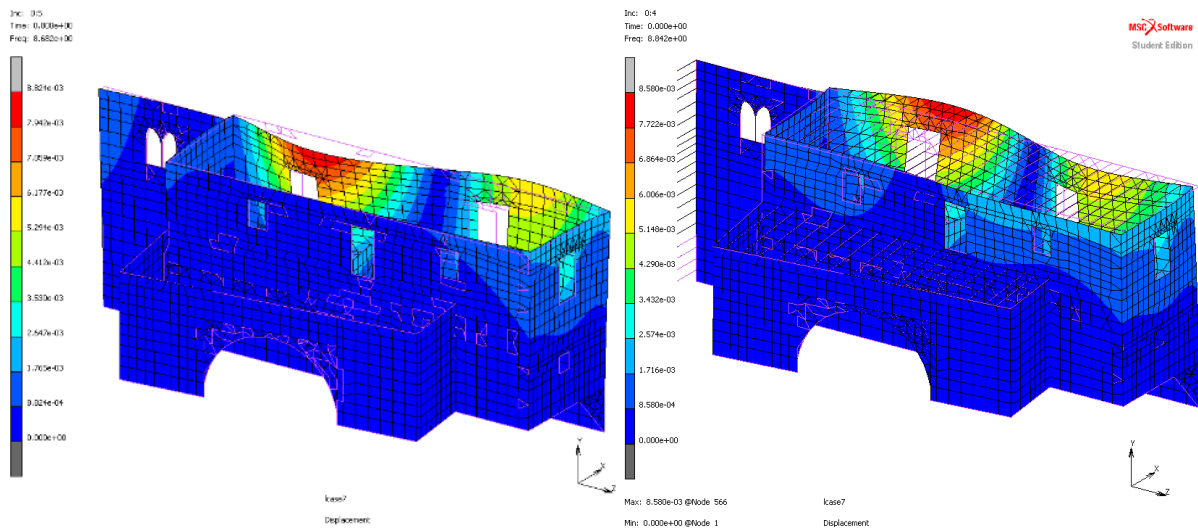 Inc: 0:5
Time: 0.000e+00
Freq: 8.682e+00
8.824e-03
7.942e-03
7.059e-03
6.177e-03
5.294e-03
4.412e-03
3.530e-03
2.647e-03
1.765e-03
8.824e-04
0.000e+00
lcase7
Displacement
Y
X
Z
Inc: 0:4
Time: 0.000e+00
Freq: 8.842e+00
MSC Software
Student Edition
8.580e-03
7.722e-03
6.864e-03
6.006e-03
5.148e-03
4.290e-03
3.432e-03
2.574e-03
1.716e-03
8.580e-04
0.000e+00
Max: 8.580e-03 @Node 566
Min: 0.000e+00 @Node 1
lcase7
Displacement
Y
X
Z